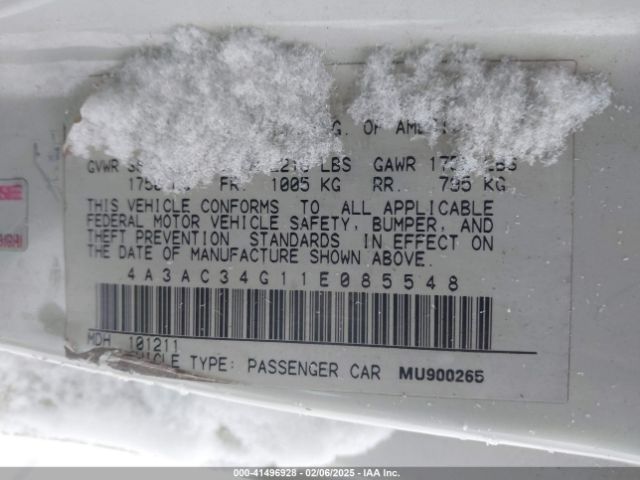 OF AMERI
GVWR LBS GAWR LBS
FR. 1005 KG RR. 795 KG
THIS VEHICLE CONFORMS TO ALL APPLICABLE
FEDERAL MOTOR VEHICLE SAFETY, BUMPER, AND
THEFT PREVENTION STANDARDS IN EFFECT ON
THE DATE OF MANUFACTURE SHOWN ABOVE.
4A3AC34G11E085548
MDH 101211
VEHICLE TYPE: PASSENGER CAR MU900265
000-41496928 - 02/06/2025 - IAA Inc.